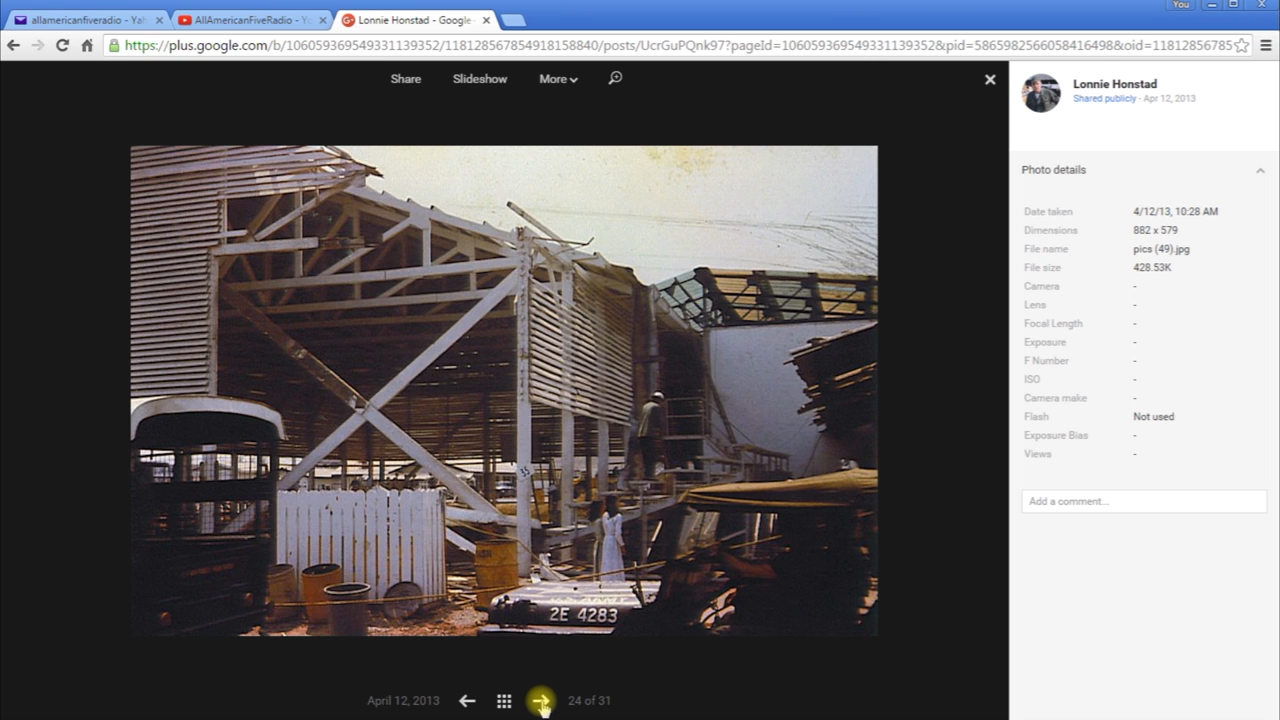 You
allamericanfiveradio - Yah
AllAmericanFiveRadio - Yo
Lonnie Honstad - Google
https://plus.google.com/b/106059369549331139352/118128567854918138840/posts/UcrGuPQnk97?pageId=106059369549331139352&pid=5865982566058416498&oid=11812856785
Share Slideshow More
Lonnie Honstad
Shared publicly - Apr 12, 2013
Photo details
Date taken 4/12/13, 10:28 AM
Dimensions 882 x 579
File name pics (49).jpg
File size 428.53K
Camera -
Lens -
Focal Length -
Exposure -
F Number -
ISO -
Camera make -
Flash Not used
Exposure Bias -
Views -
Add a comment...
35
2E 4283
April 12, 2013 24 of 31